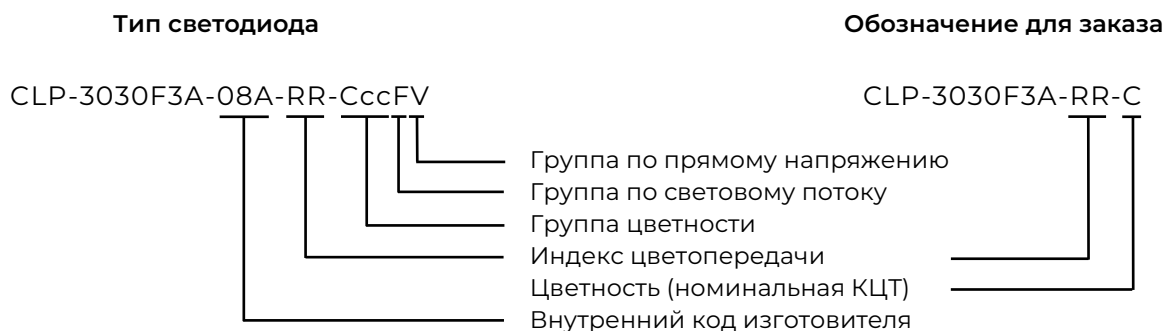 Тип светодиода
Обозначение для заказа
CLP-3030F3A-08A-RR-CccFV
CLP-3030F3A-RR-C
Группа по прямому напряжению
Группа по световому потоку
Группа цветности
Индекс цветопередачи
Цветность (номинальная КЦТ)
Внутренний код изготовителя